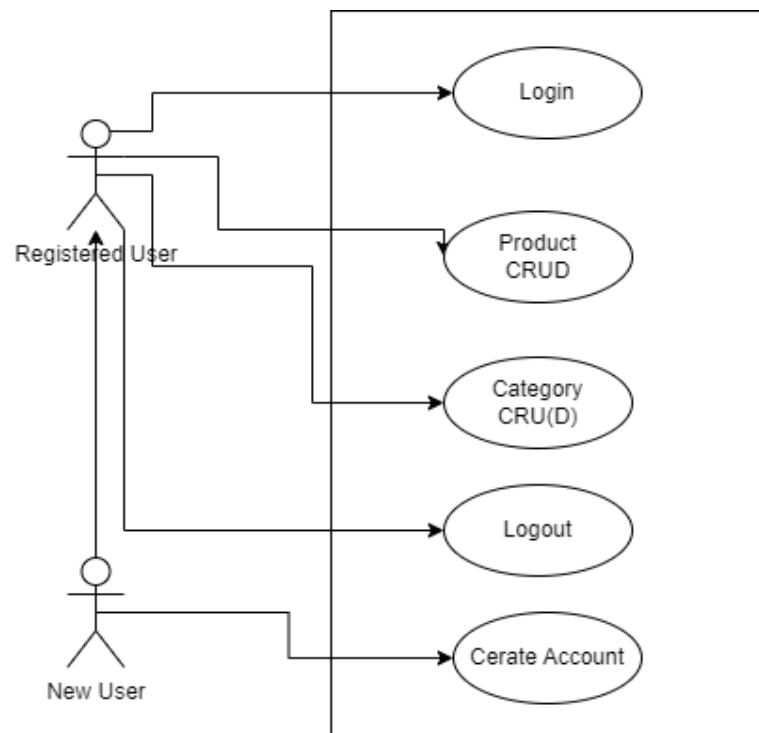 Login
Registered User
Product
CRUD
Category
CRU(D)
Logout
Cerate Account
New User